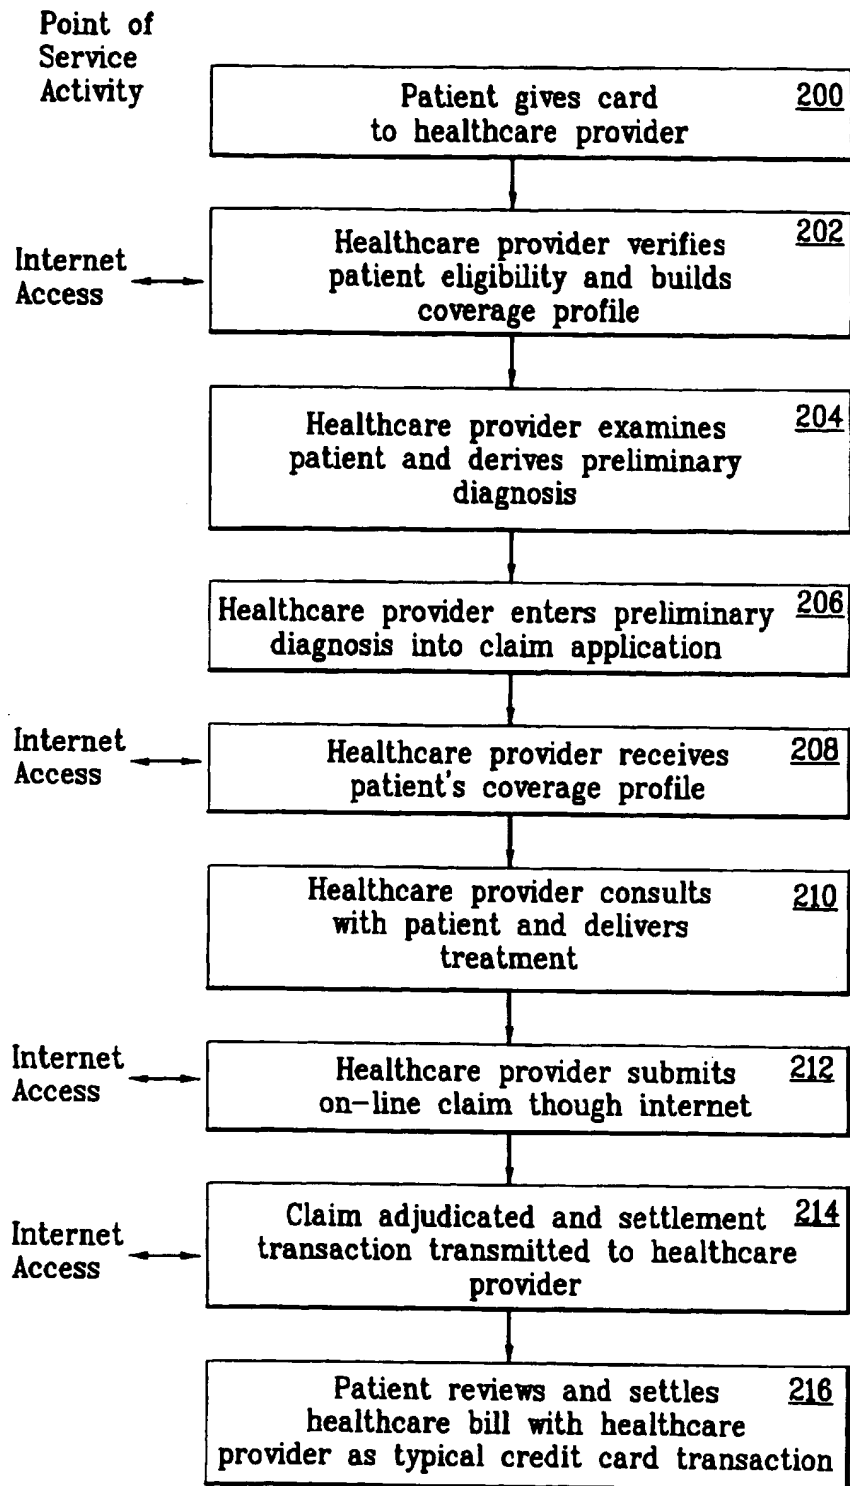 Point of
Service
Activity
Patient gives card
to healthcare provider
200
Internet
Access
Healthcare provider verifies
patient eligibility and builds
coverage profile
202
Healthcare provider examines
patient and derives preliminary
diagnosis
204
Healthcare provider enters preliminary
diagnosis into claim application
206
Internet
Access
Healthcare provider receives
patient's coverage profile
208
Healthcare provider consults
with patient and delivers
treatment
210
Internet
Access
Healthcare provider submits
on-line claim though internet
212
Internet
Access
Claim adjudicated and settlement
transaction transmitted to healthcare
provider
214
Patient reviews and settles
healthcare bill with healthcare
provider as typical credit card transaction
216